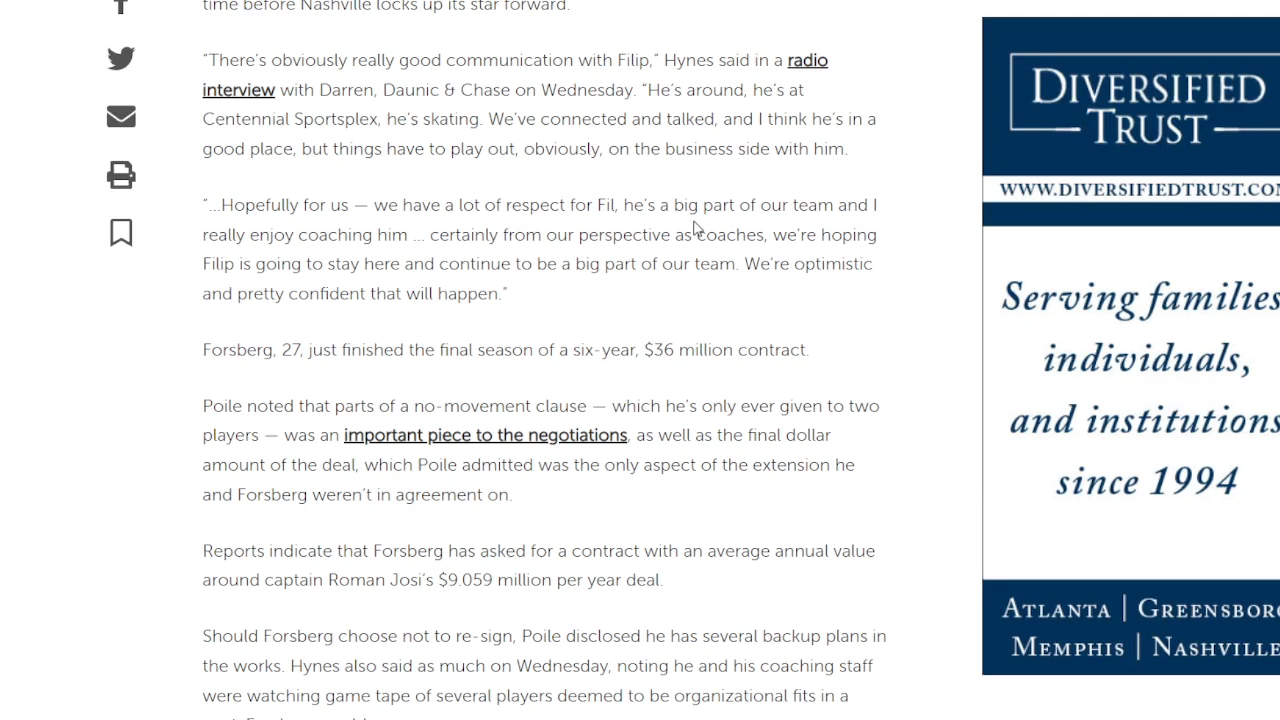 time before Nashville locks up its star forward.
“There’s obviously really good communication with Filip,” Hynes said in a radio
interview with Darren, Daunic & Chase on Wednesday. “He’s around, he’s at
Centennial Sportsplex, he’s skating. We’ve connected and talked, and I think he’s in a
good place, but things have to play out, obviously, on the business side with him.
“…Hopefully for us — we have a lot of respect for Fil, he’s a big part of our team and I
really enjoy coaching him … certainly from our perspective as coaches, we’re hoping
Filip is going to stay here and continue to be a big part of our team. We’re optimistic
and pretty confident that will happen.”
Forsberg, 27, just finished the final season of a six-year, $36 million contract.
Poile noted that parts of a no-movement clause — which he’s only ever given to two
players — was an important piece to the negotiations, as well as the final dollar
amount of the deal, which Poile admitted was the only aspect of the extension he
and Forsberg weren’t in agreement on.
Reports indicate that Forsberg has asked for a contract with an average annual value
around captain Roman Josi’s $9.059 million per year deal.
Should Forsberg choose not to re-sign, Poile disclosed he has several backup plans in
the works. Hynes also said as much on Wednesday, noting he and his coaching staff
were watching game tape of several players deemed to be organizational fits in a
DIVERSIFIED
TRUST
WWW.DIVERSIFIEDTRUST.CO
Serving families
individuals,
and institutions
since 1994
ATLANTA | GREENSBOR
MEMPHIS | NASHVILLE